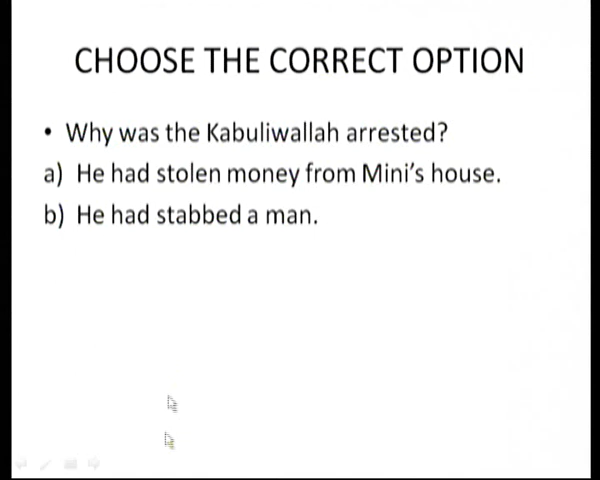 CHOOSE THE CORRECT OPTION
• Why was the Kabuliwallah arrested?
a) He had stolen money from Mini's house.
b) He had stabbed a man.